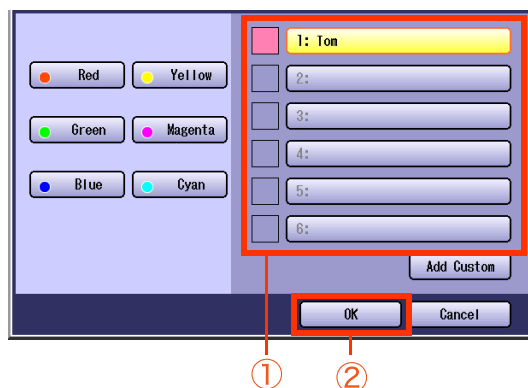 Red
Yellow
Green
Magenta
Blue
Cyan
1: Tom
2:
3:
4:
5:
6:
Add Custom
OK
Cancel
①
②